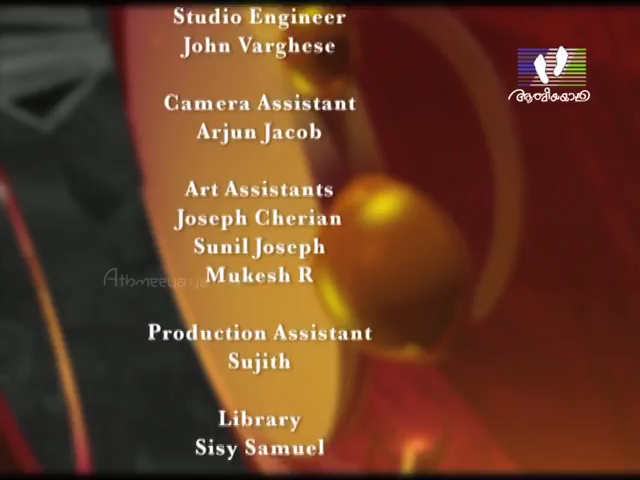 Studio Engineer
John Varghese
ആത്മീയയാത്ര
Camera Assistant
Arjun Jacob
Art Assistants
Joseph Cherian
Sunil Joseph
Mukesh R
Production Assistant
Sujith
Library
Sisy Samuel